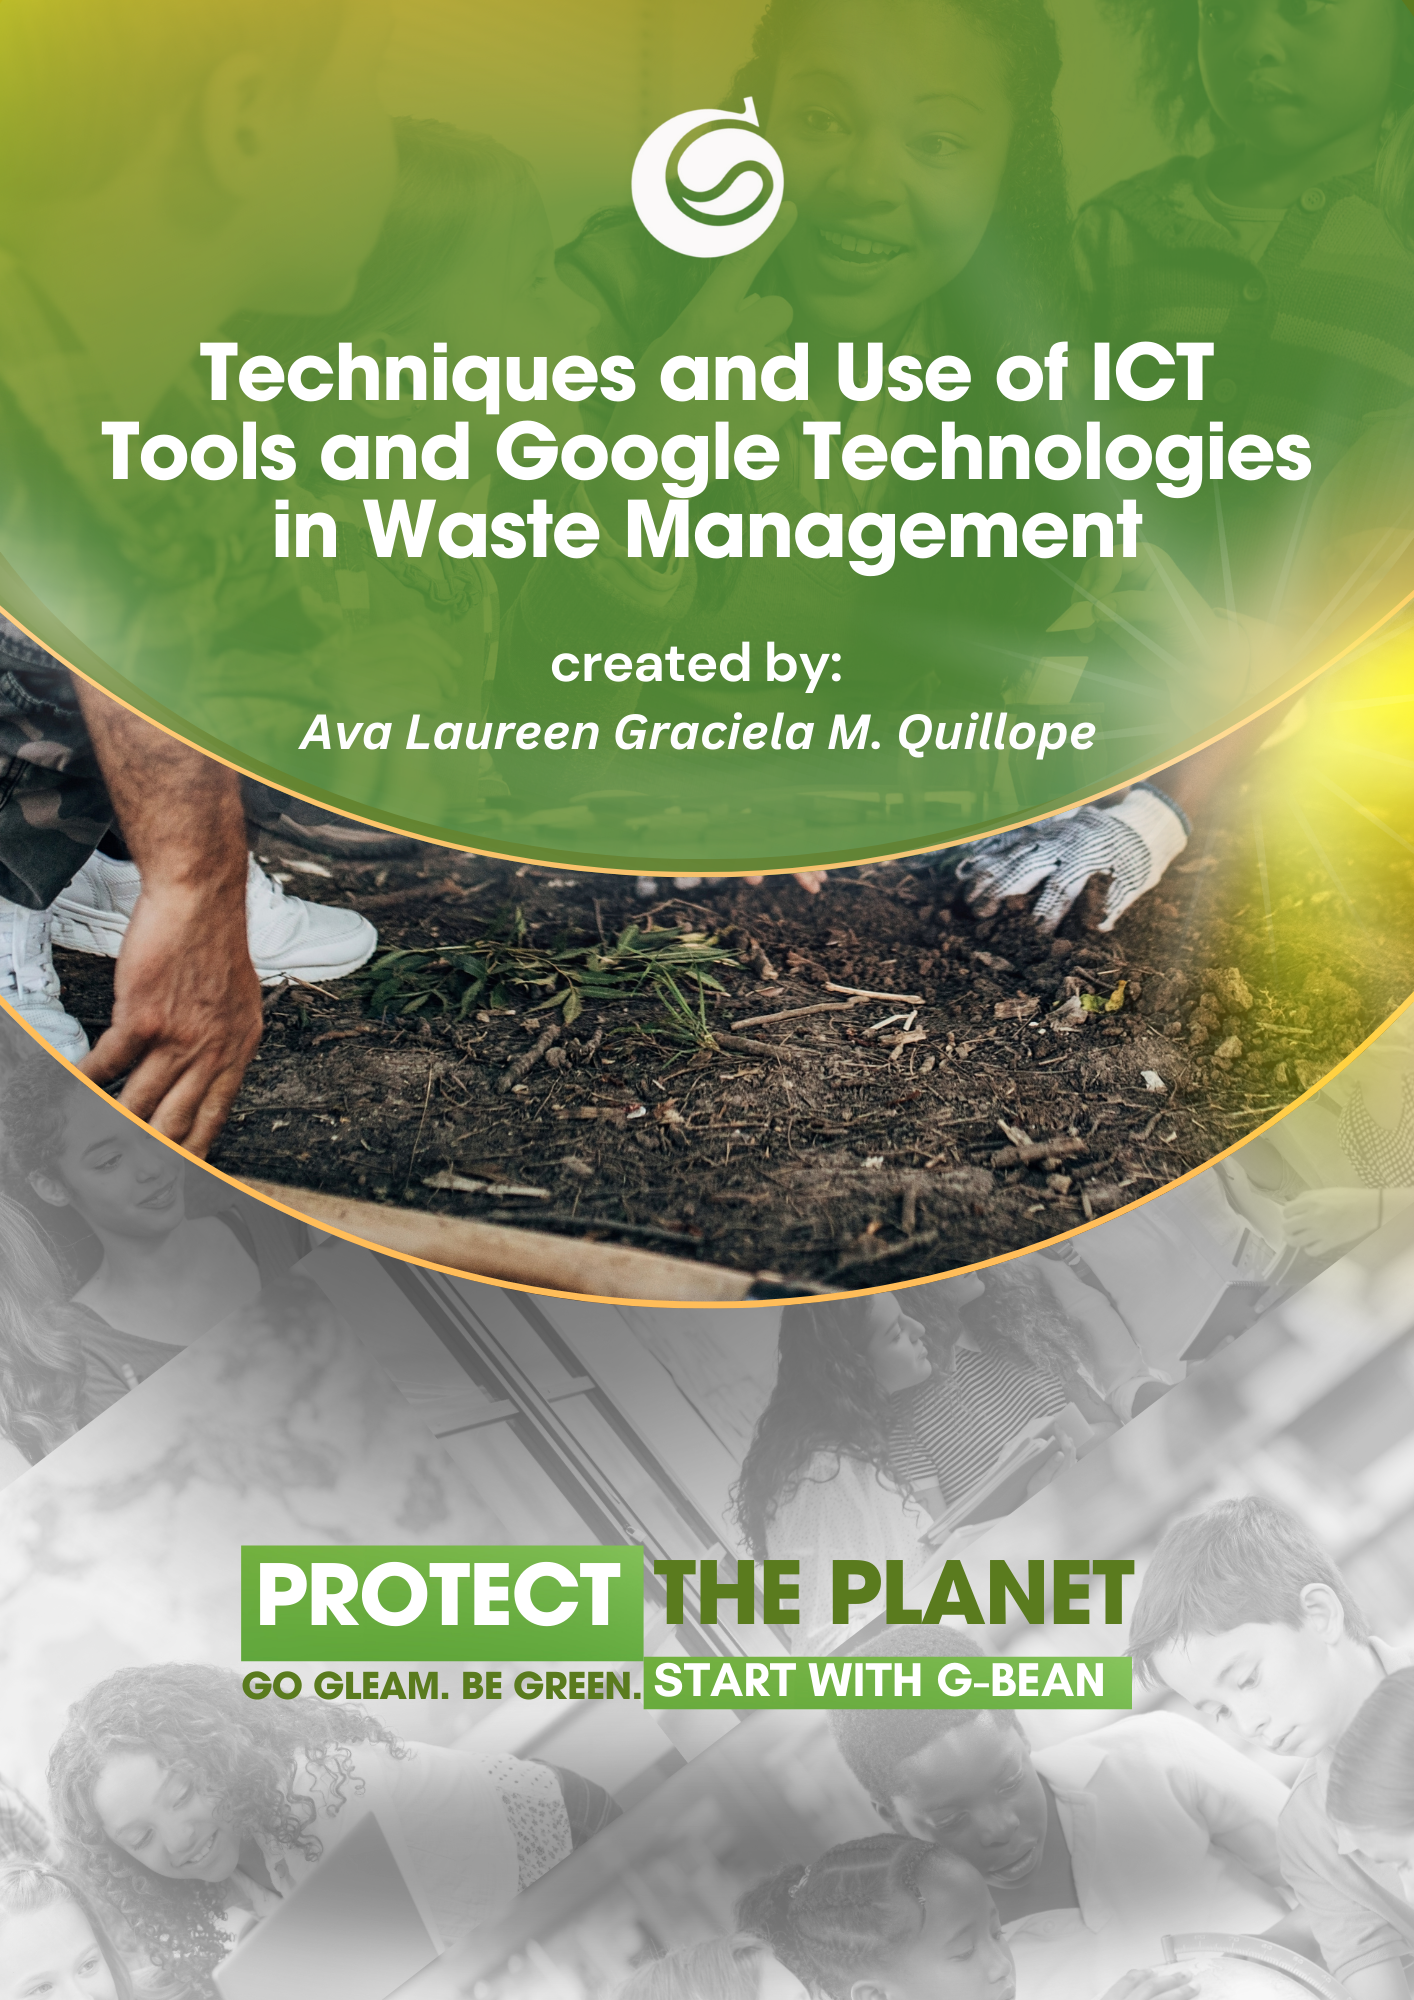 Techniques and Use of ICT
Tools and Google Technologies
in Waste Management
created by:
Ava Laureen Graciela M. Quillope
PROTECT THE PLANET
GO GLEAM. BE GREEN. START WITH G-BEAN